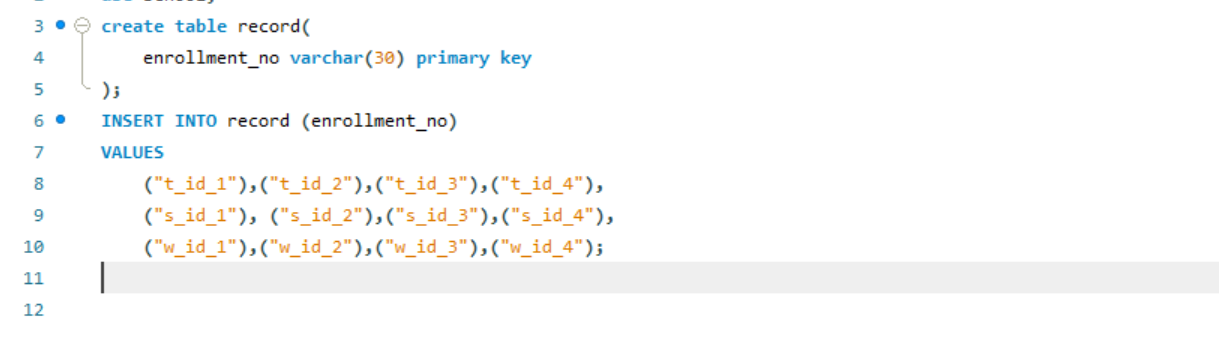 3 create table record(
4 enrollment_no varchar(30) primary key
5 );
6 INSERT INTO record (enrollment_no)
7 VALUES
8 ("t_id_1"),("t_id_2"),("t_id_3"),("t_id_4"),
9 ("s_id_1"), ("s_id_2"),("s_id_3"),("s_id_4"),
10 ("w_id_1"),("w_id_2"),("w_id_3"),("w_id_4");
11
12